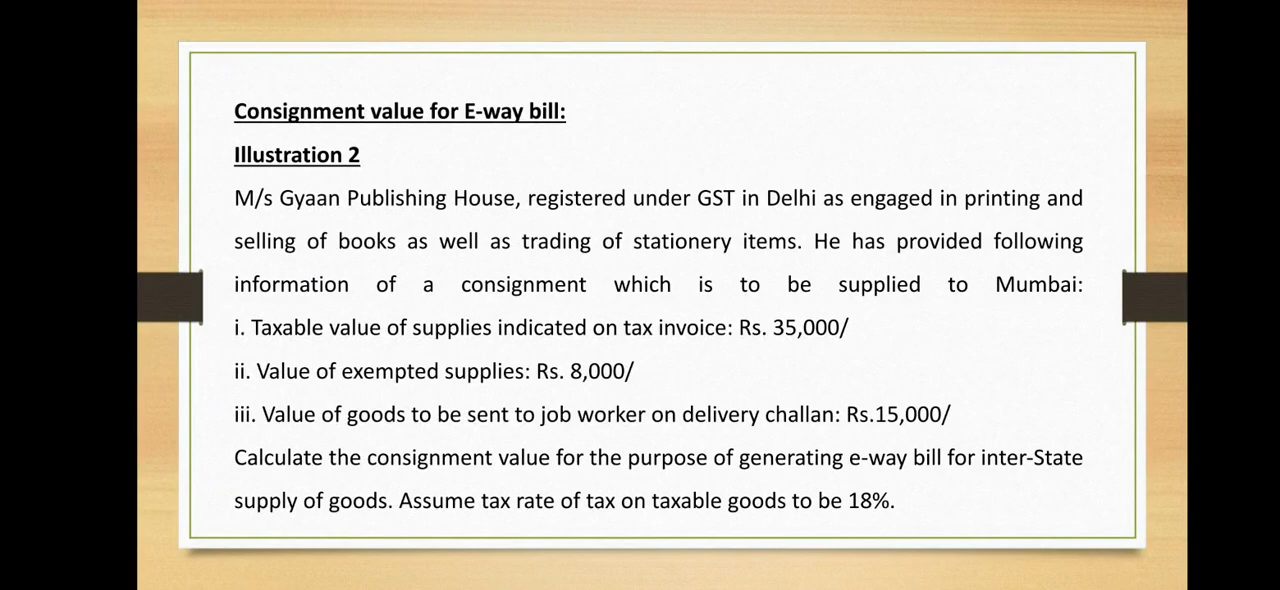 Consignment value for E-way bill:
Illustration 2
M/s Gyaan Publishing House, registered under GST in Delhi as engaged in printing and
selling of books as well as trading of stationery items. He has provided following
information of a consignment which is to be supplied to Mumbai:
i. Taxable value of supplies indicated on tax invoice: Rs. 35,000/
ii. Value of exempted supplies: Rs. 8,000/
iii. Value of goods to be sent to job worker on delivery challan: Rs.15,000/
Calculate the consignment value for the purpose of generating e-way bill for inter-State
supply of goods. Assume tax rate of tax on taxable goods to be 18%.